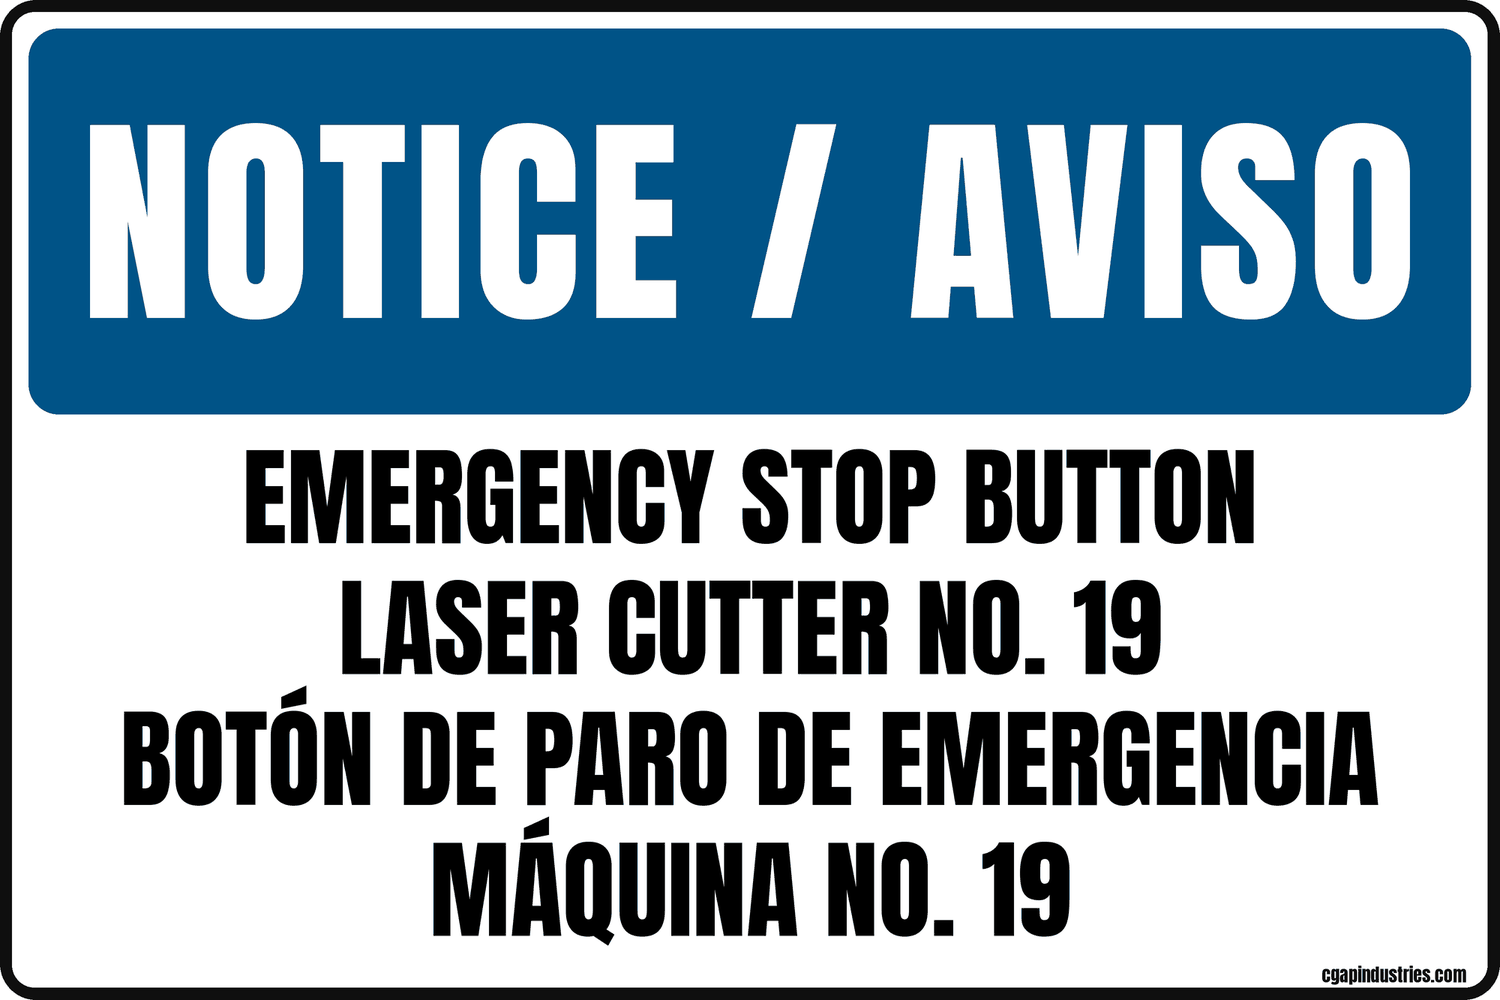 NOTICE / AVISO
EMERGENCY STOP BUTTON
LASER CUTTER NO. 19
BOTÓN DE PARO DE EMERGENCIA
MÁQUINA NO. 19
cgapindustries.com